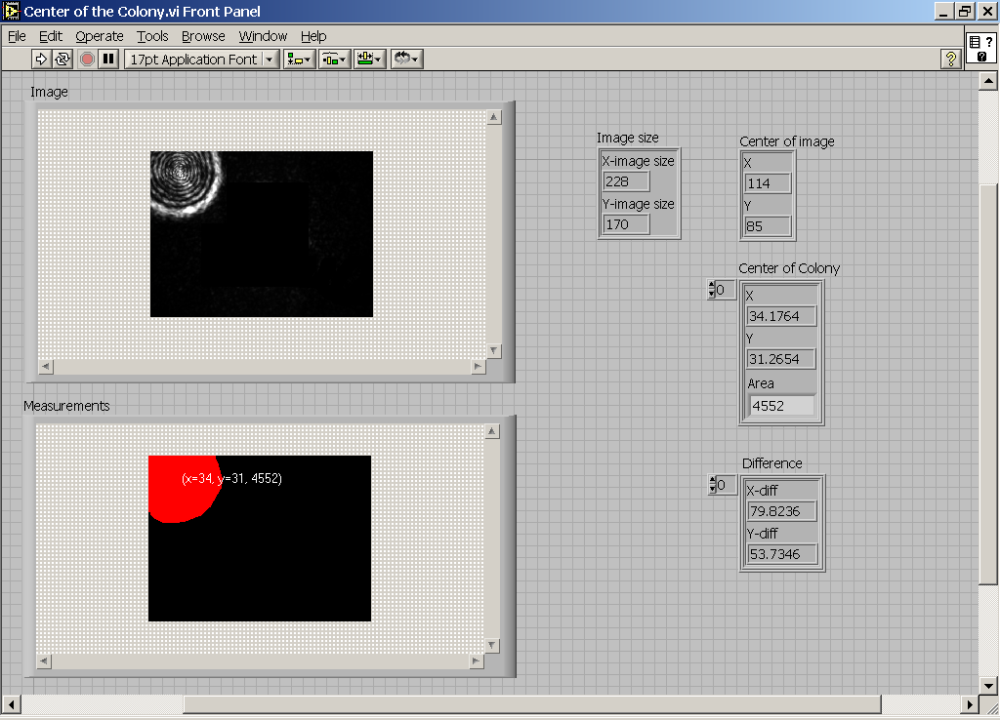 Center of the Colony.vi Front Panel
File Edit Operate Tools Browse Window Help
17pt Application Font
?
?
?
Image
Image size
X-image size
228
Y-image size
170
Center of image
X
114
Y
85
Center of Colony
0
X
34.1764
Y
31.2654
Area
4552
Measurements
(x=34, y=31, 4552)
Difference
0
X-diff
79.8236
Y-diff
53.7346